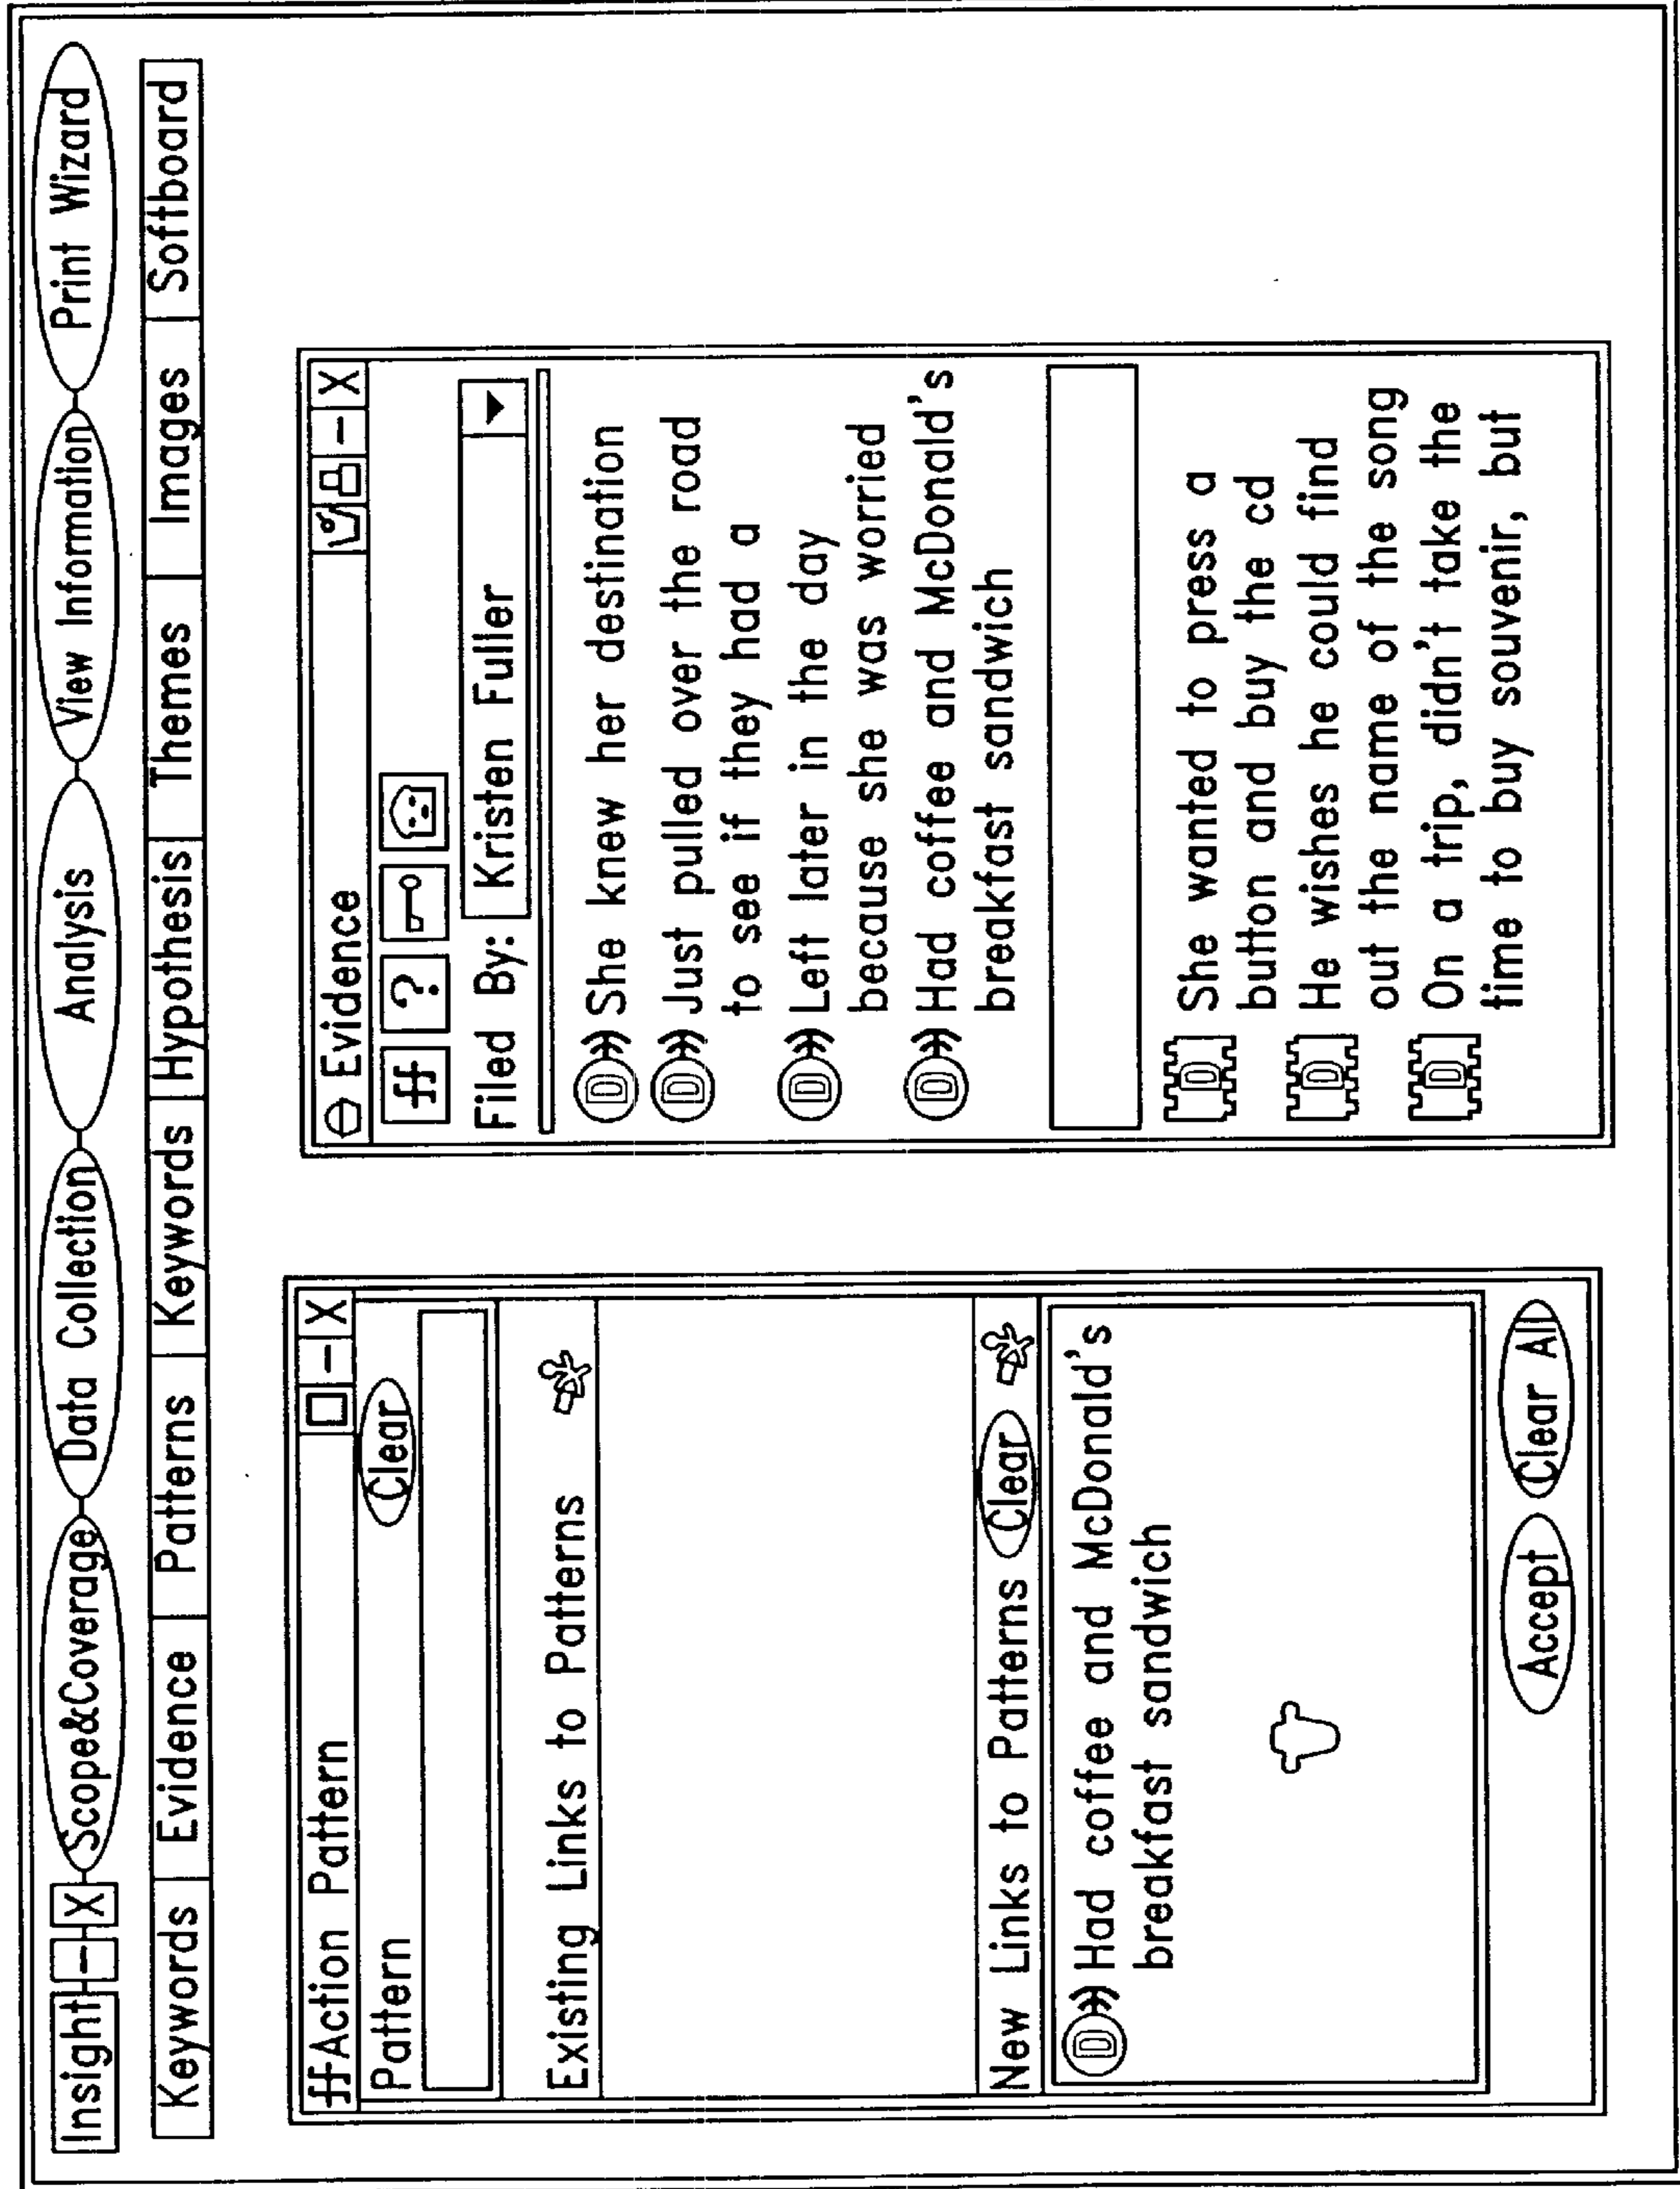 Insight - X Scope&Coverage Data Collection Analysis View Information Print Wizard
Keywords Evidence Patterns Keywords Hypothesis Themes Images Softboard
Action Pattern - X
Pattern Clear
Existing Links to Patterns
New Links to Patterns Clear
D Had coffee and McDonald's
breakfast sandwich
Accept Clear All
Evidence - X
?
Filed By: Kristen Fuller
D She knew her destination
D Just pulled over the road
to see if they had a
D Left later in the day
because she was worried
D Had coffee and McDonald's
breakfast sandwich
D She wanted to press a
button and buy the cd
D He wishes he could find
out the name of the song
D On a trip, didn't take the
time to buy souvenir, but